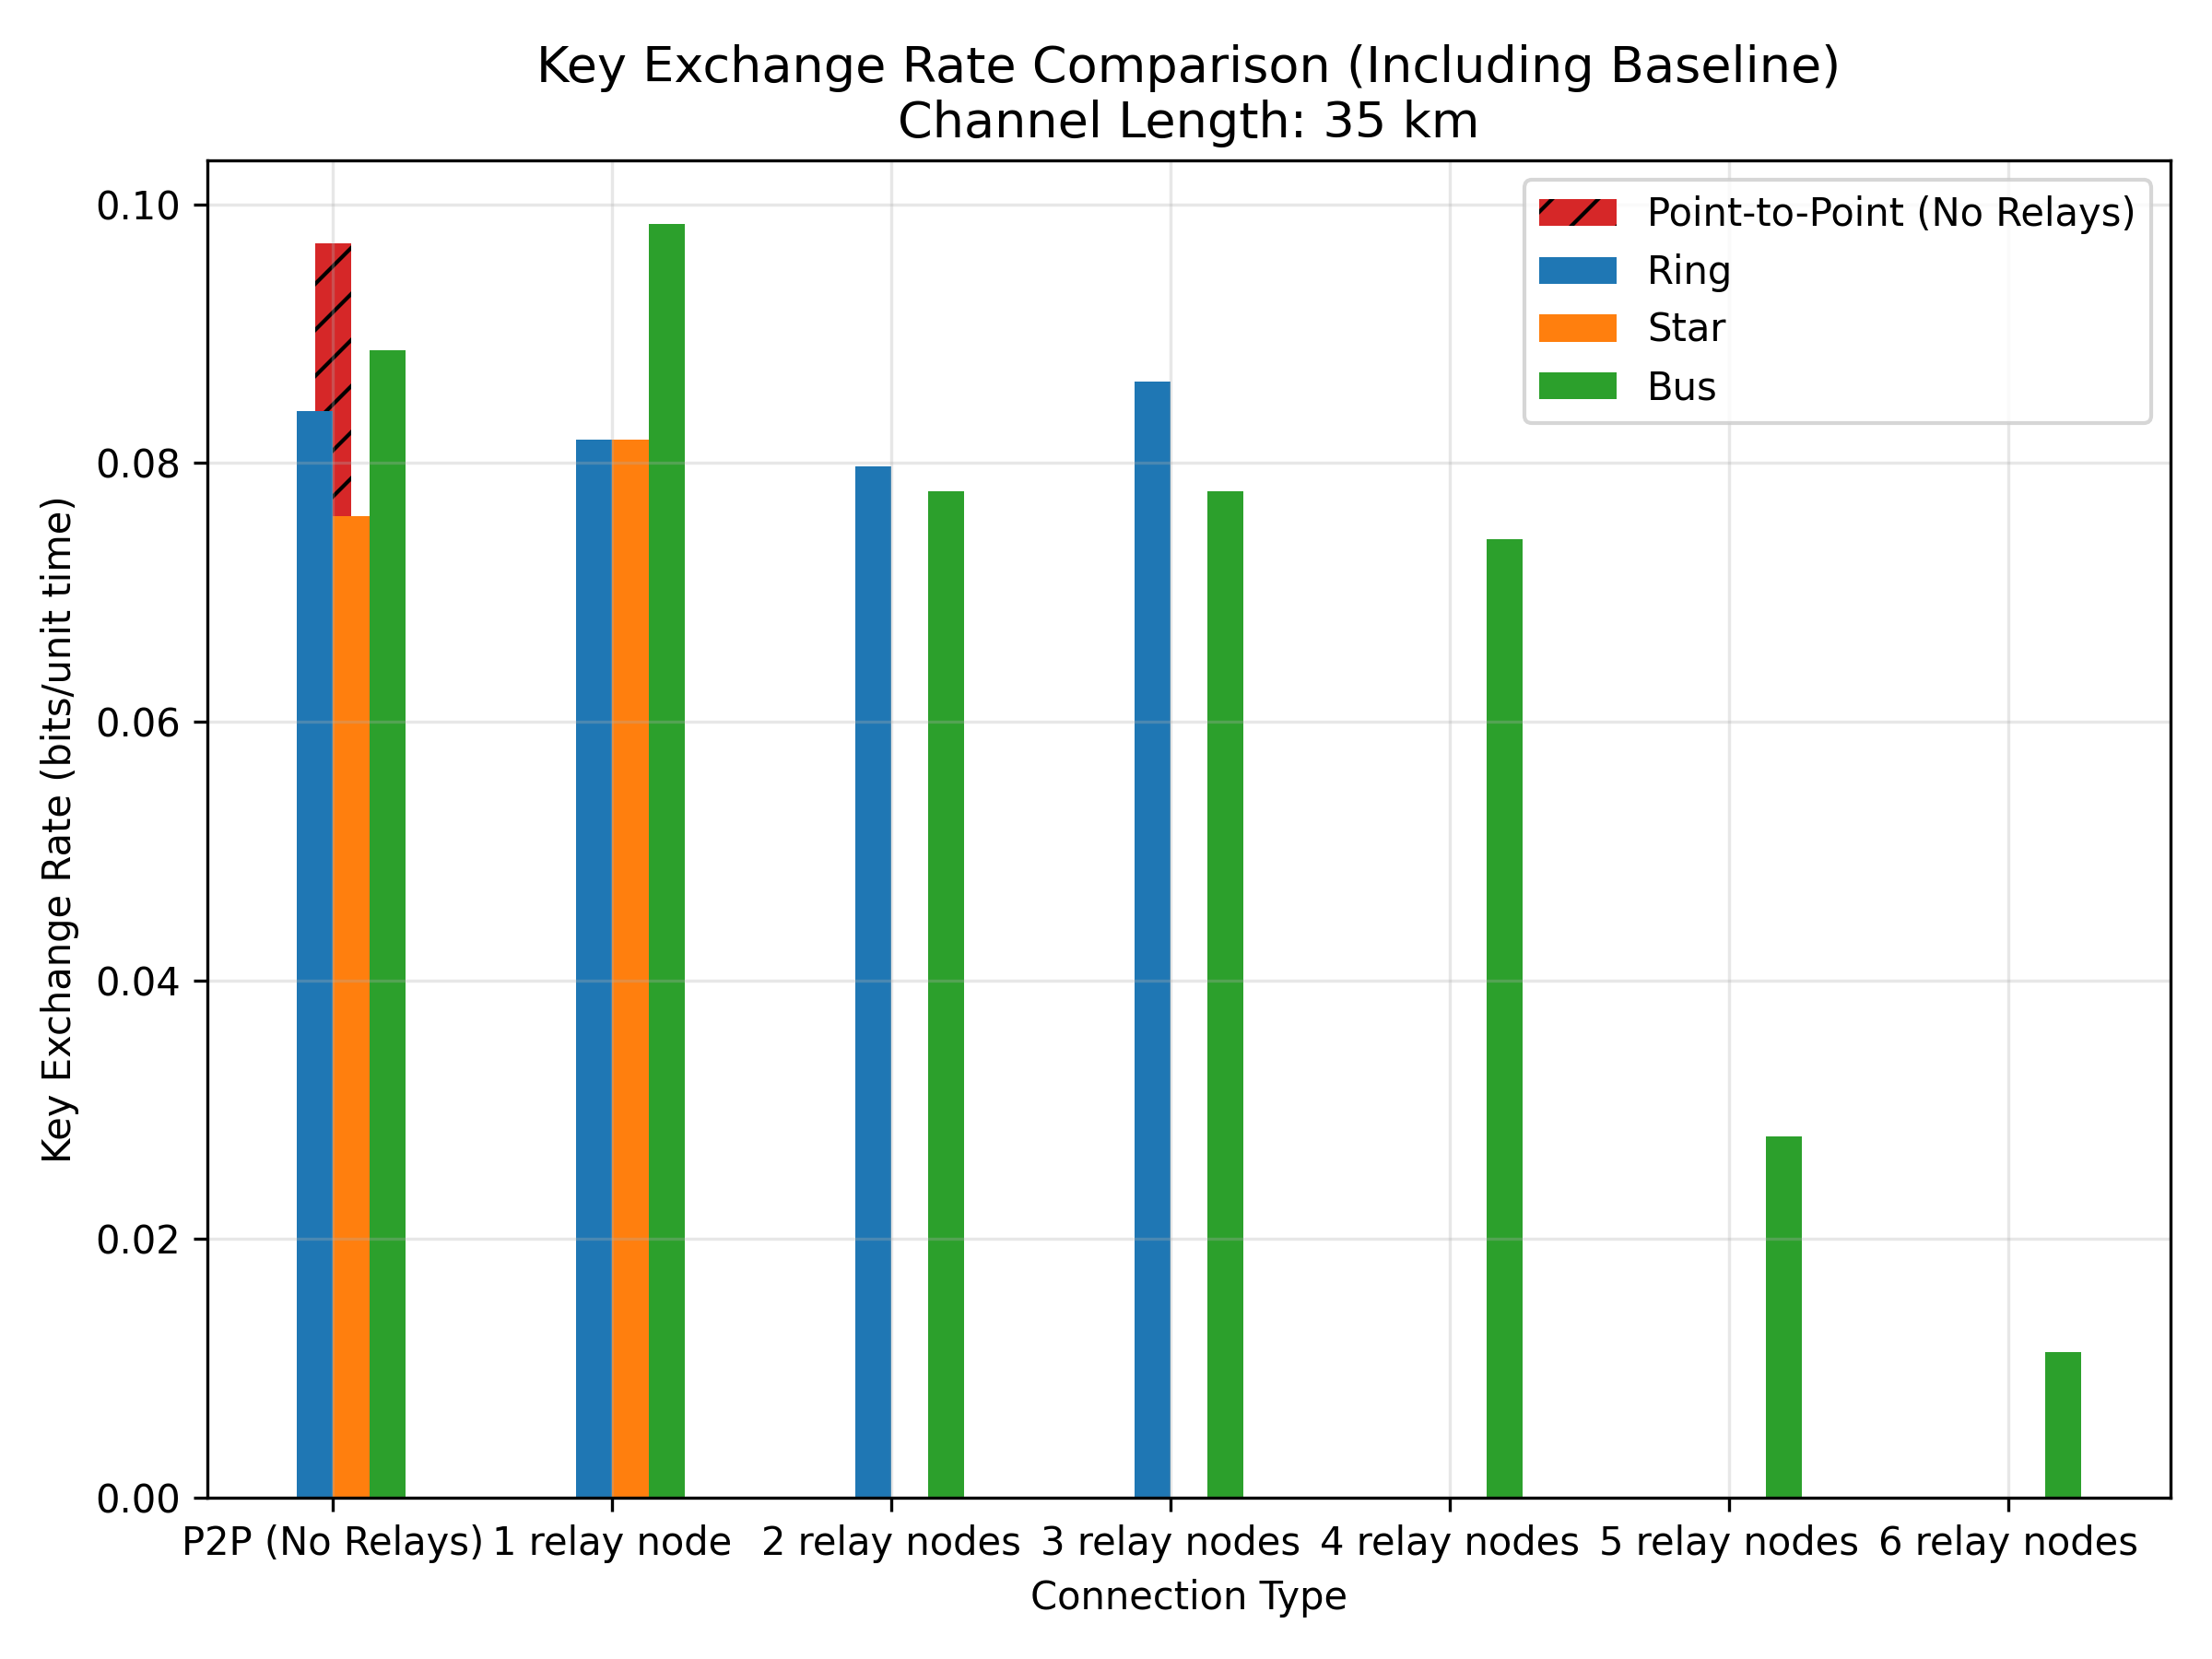 Key Exchange Rate Comparison (Including Baseline)
Channel Length: 35 km
Point-to-Point (No Relays)
Ring
Star
Bus
Key Exchange Rate (bits/unit time)
0.10
0.08
0.06
0.04
0.02
0.00
P2P (No Relays) 1 relay node 2 relay nodes 3 relay nodes 4 relay nodes 5 relay nodes 6 relay nodes
Connection Type